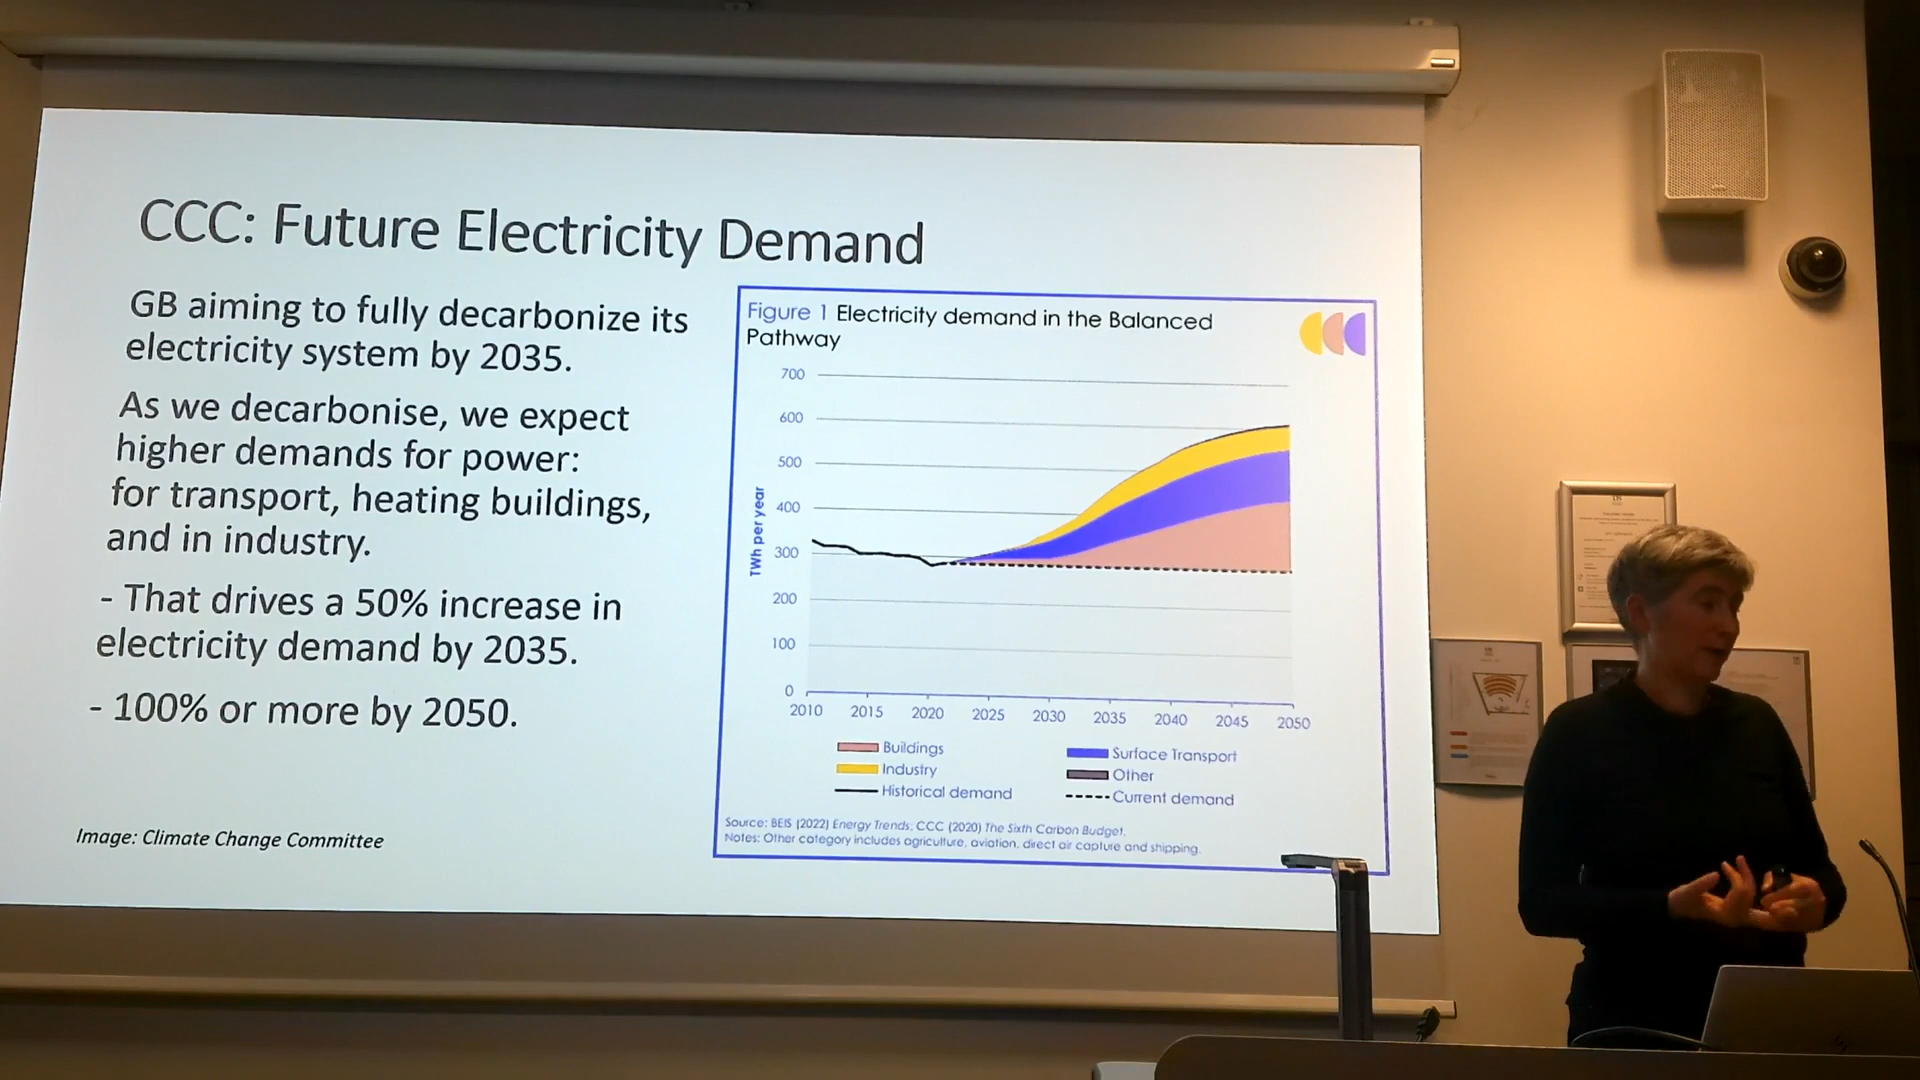 CCC: Future Electricity Demand
GB aiming to fully decarbonize its
electricity system by 2035.
As we decarbonise, we expect
higher demands for power:
for transport, heating buildings,
and in industry.
- That drives a 50% increase in
electricity demand by 2035.
- 100% or more by 2050.
Image: Climate Change Committee
Figure 1 Electricity demand in the Balanced
Pathway
TWh per year
700
600
500
400
300
200
100
0
2010 2015 2020 2025 2030 2035 2040 2045 2050
Buildings Surface Transport
Industry Other
Historical demand Current demand
Source: BEIS (2022) Energy Trends; CCC (2020) The Sixth Carbon Budget.
Notes: Other category includes agriculture, aviation, direct air capture and shipping.